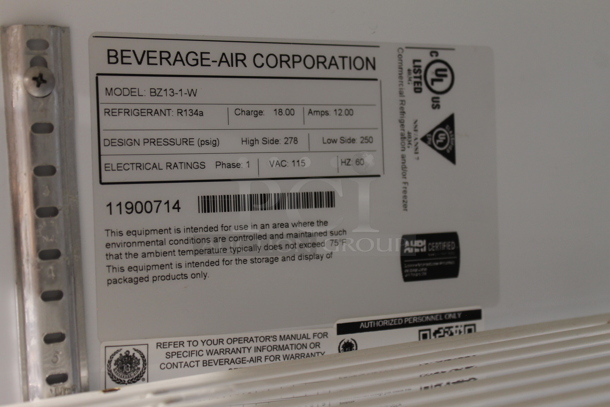 BEVERAGE-AIR CORPORATION
MODEL: BZ13-1-W
REFRIGERANT: R134a Charge: 18.00 Amps: 12.00
DESIGN PRESSURE (psig) High Side: 278 Low Side: 250
ELECTRICAL RATINGS Phase: 1 VAC: 115 HZ: 60
11900714
This equipment is intended for use in an area where the
environmental conditions are controlled and maintained such
that the ambient temperature typically does not exceed 75°F
This equipment is intended for the storage and display of
packaged products only.
C UL US
LISTED
Commercial Refrigeration and/or Freezer
CERTIFIED
GROUP
REFER TO YOUR OPERATOR'S MANUAL FOR
SPECIFIC WARRANTY INFORMATION OR
CONTACT BEVERAGE-AIR FOR WARRANTY
AUTHORIZED PERSONNEL ONLY